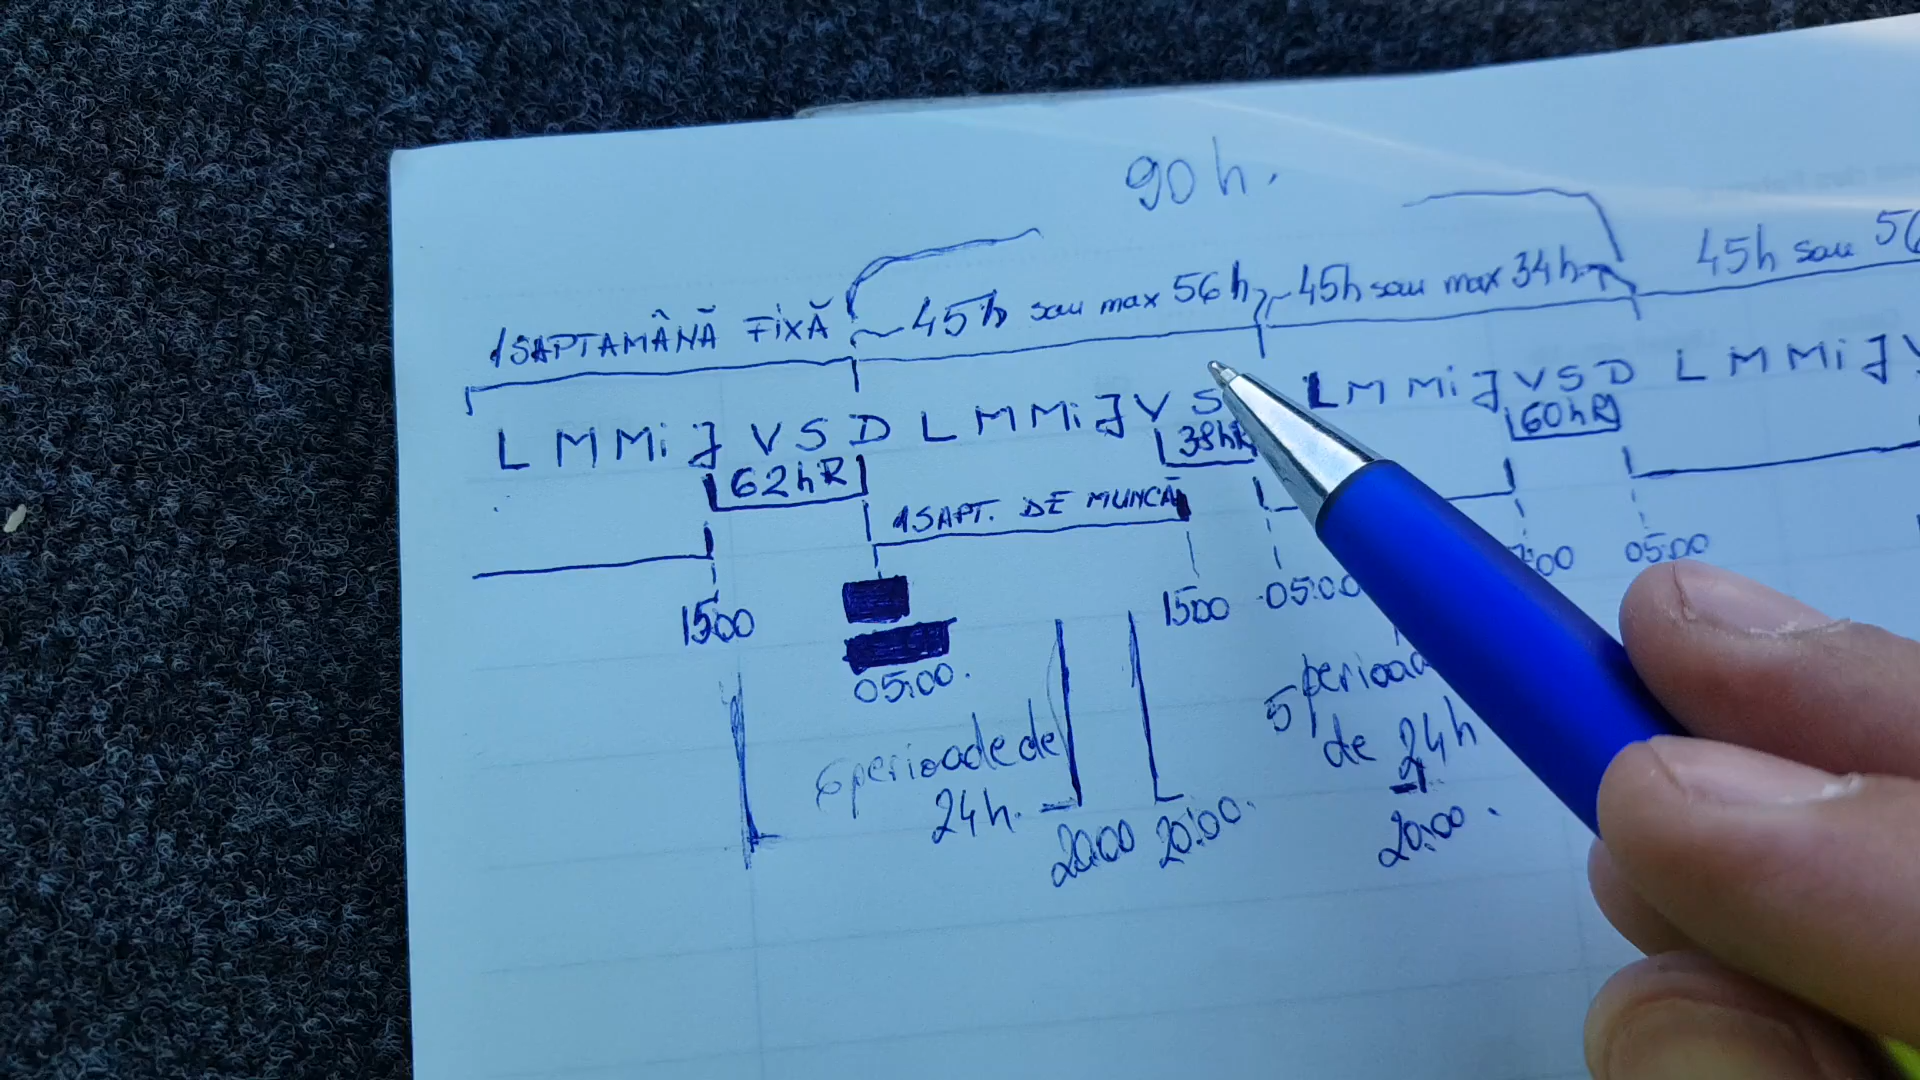 90 h.
1 SAPTAMÂNĂ FIXĂ 45h sau max 56h 45h sau max 34h 45h sau 56
L M Mi J V S D L M Mi J V S L M Mi J V S D L M Mi J V
62hR 38hR 60hR
1 SAPT. DE MUNCĂ
1500 05:00. 1500 05:00 05:00
6 perioade de 24h. 20:00 20:00.
5 de 24h
20:00.